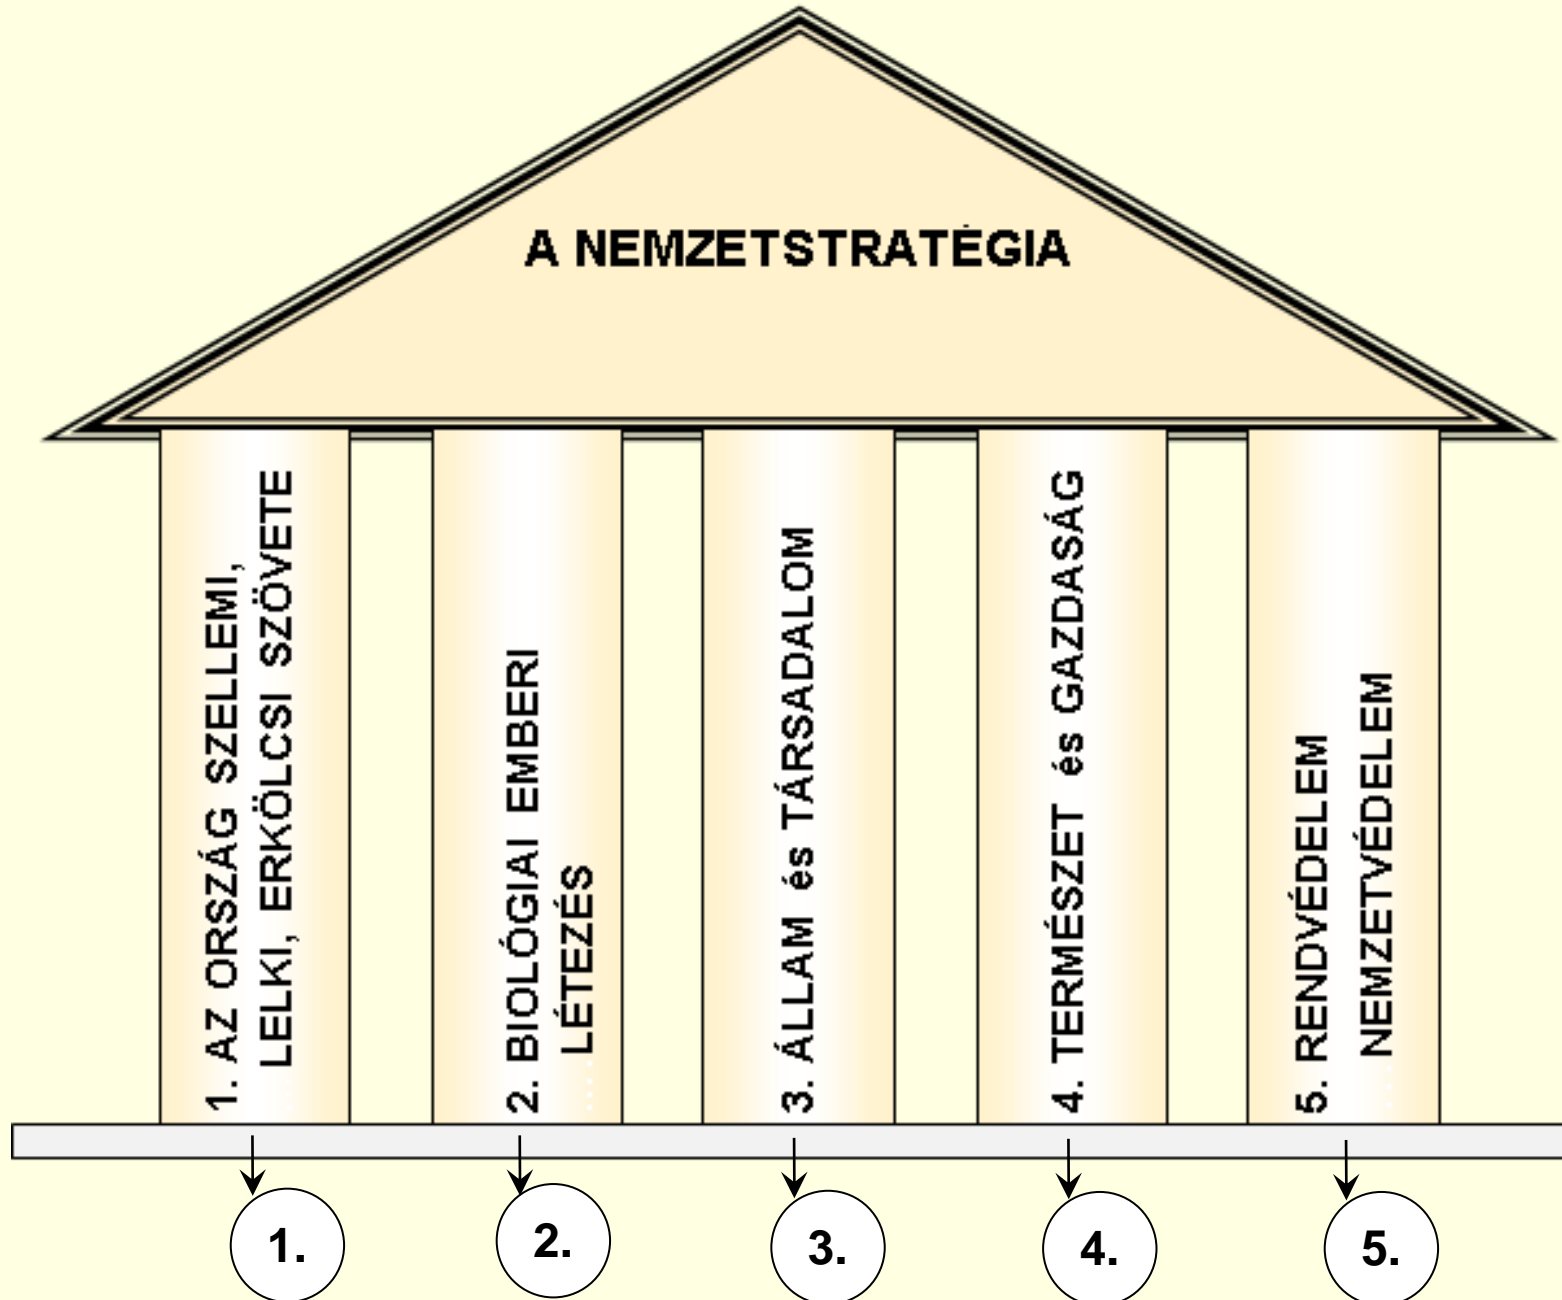 A NEMZETSTRATÉGIA
1. AZ ORSZÁG SZELLEMI,
LELKI, ERKÖLCSI SZÖVETE
2. BIOLÓGIAI EMBERI
LÉTEZÉS
3. ÁLLAM és TÁRSADALOM
4. TERMÉSZET és GAZDASÁG
5. RENDVÉDELEM
NEMZETVÉDELEM
1.
2.
3.
4.
5.